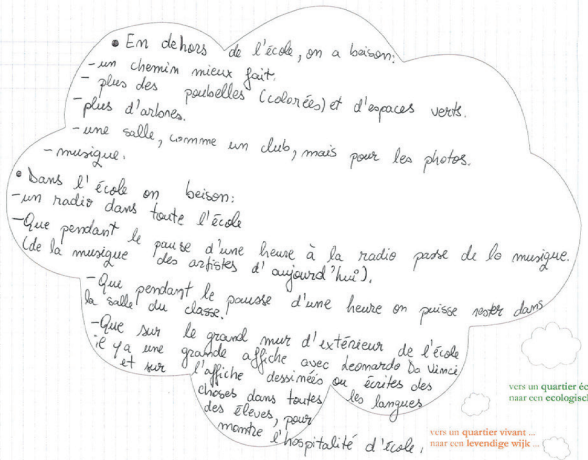 • En dehors de l'école, on a beison:
- un chemin mieux fait.
- plus des poubelles (colorées) et d'espaces verts.
- plus d'arbres.
- une salle, comme un club, mais pour les photos.
- musique.
• Dans l'école on beison:
- un radio dans toute l'école
- Que pendant le pause d'une heure à la radio passe de la musique.
(de la musique des artistes d'aujourd'hui).
- Que pendant le pausse d'une heure on puisse rester dans
la salle du classe.
- Que sur le grand mur d'extérieur de l'école
il y a une grande affiche avec Leonardo Da Vinci
et sur l'affiche dessinées ou écrites des
choses dans toutes les langues
des éleves, pour
montre l'hospitalité d'école.
vers un quartier éc
naar een ecologisch
vers un quartier vivant ...
naar een levendige wijk ...